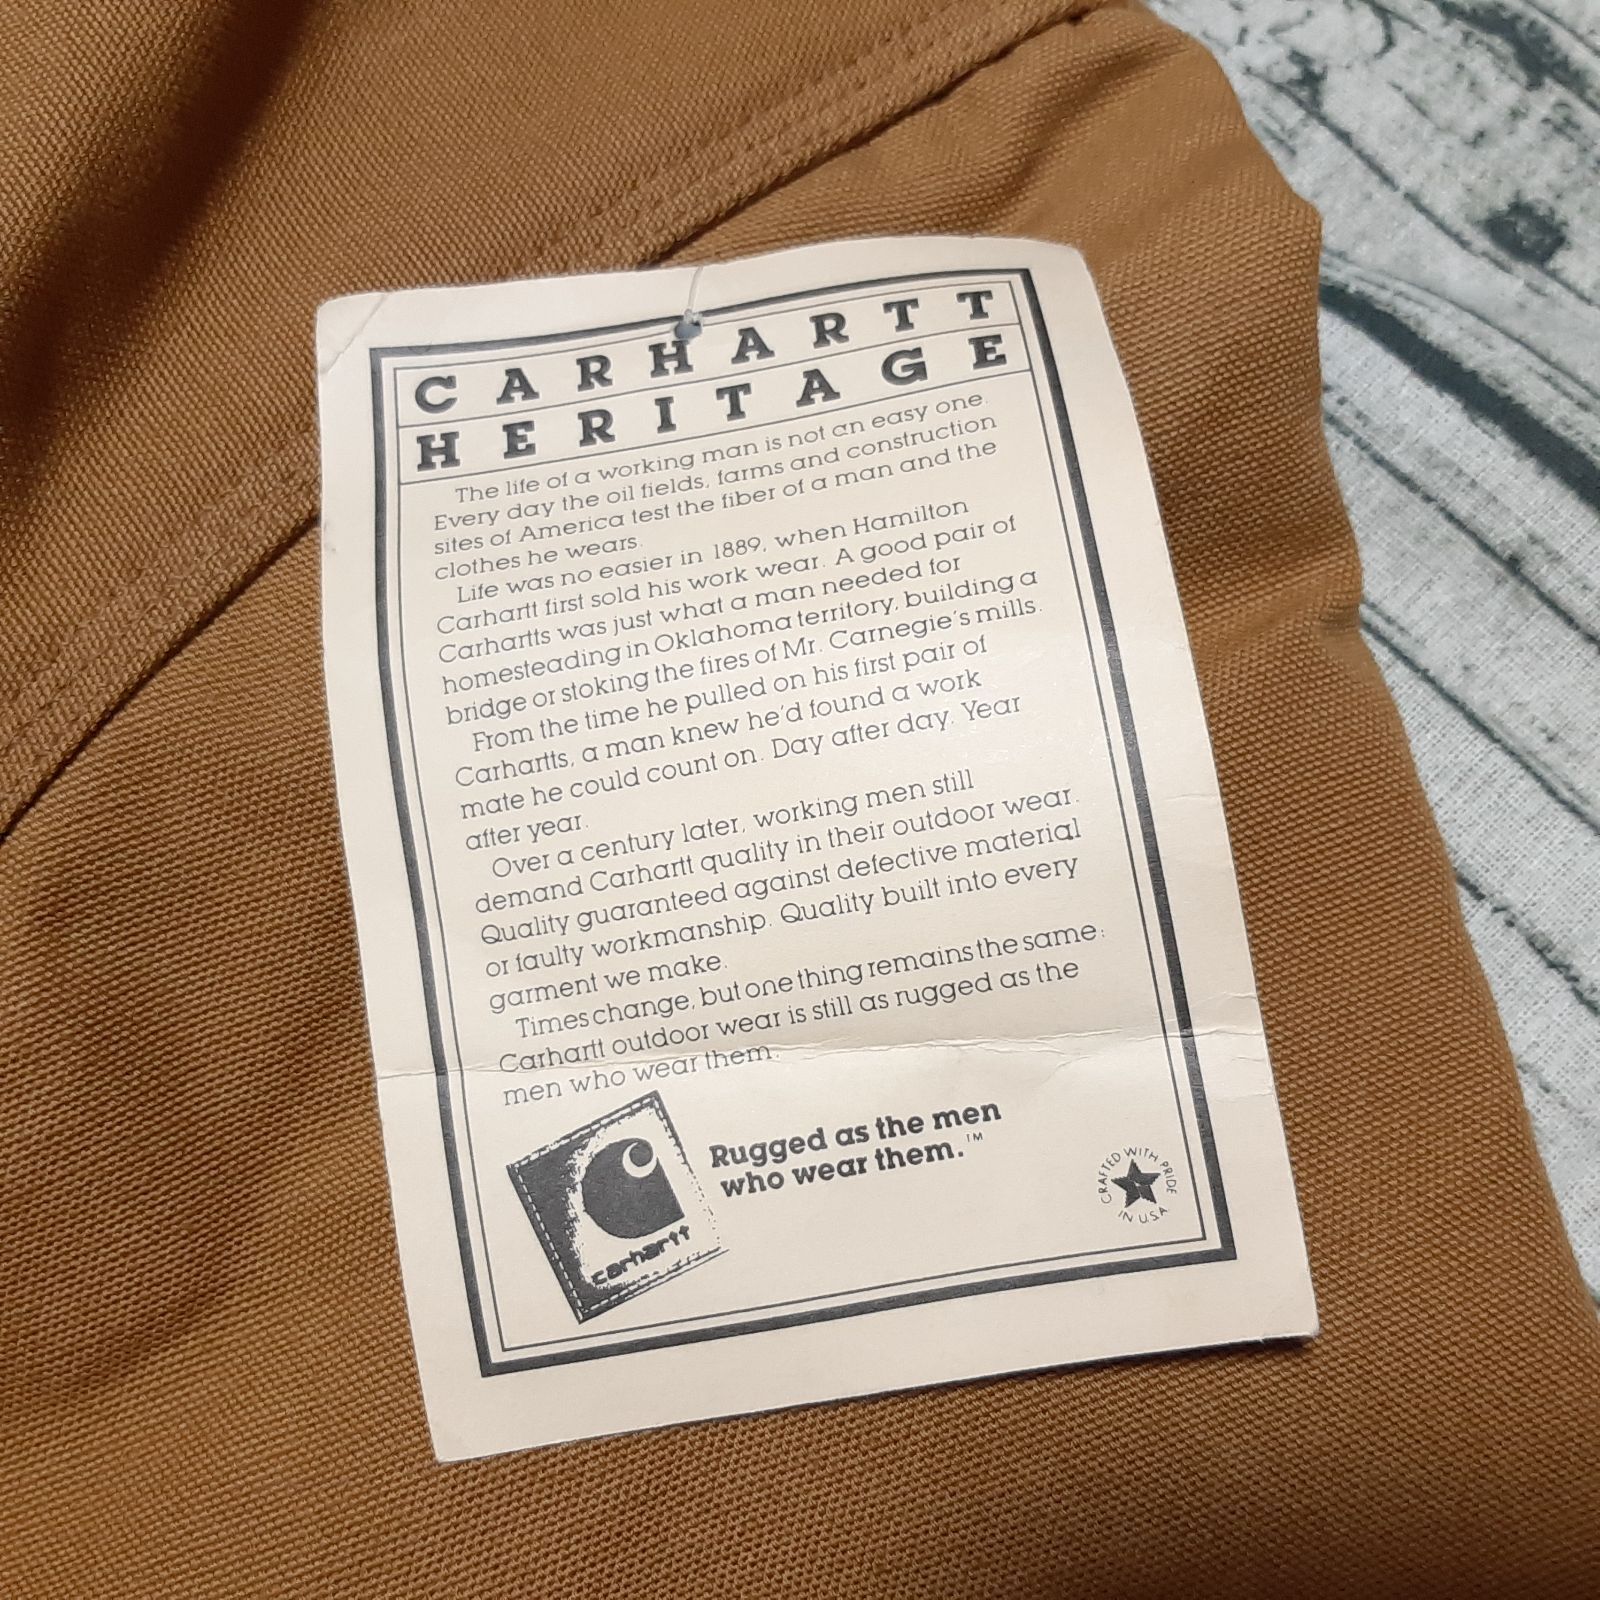 CARHARTT
HERITAGE
The life of a working man is not an easy one.
Every day the oil fields, farms and construction
sites of America test the fiber of a man and the
clothes he wears.
Life was no easier in 1889, when Hamilton
Carhartt first sold his work wear. A good pair of
Carhartts was just what a man needed for
homesteading in Oklahoma territory, building a
bridge or stoking the fires of Mr. Carnegie's mills.
From the time he pulled on his first pair of
Carhartts, a man knew he'd found a work
mate he could count on. Day after day. Year
after year.
Over a century later, working men still
demand Carhartt quality in their outdoor wear.
Quality guaranteed against defective material
or faulty workmanship. Quality built into every
garment we make.
Times change, but one thing remains the same:
Carhartt outdoor wear is still as rugged as the
men who wear them.
Rugged as the men
who wear them.™
carhartt
CRAFTED WITH PRIDE
IN U.S.A.